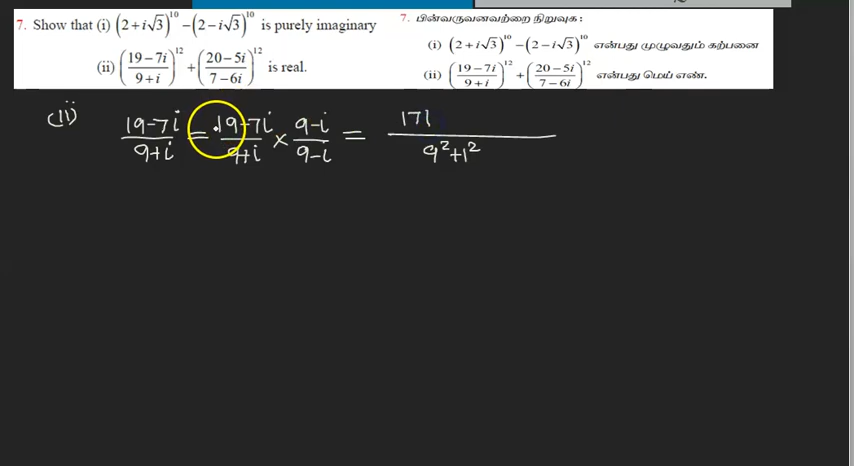 7. Show that (i) (2+i√3)^10 − (2−i√3)^10 is purely imaginary
(ii) ((19−7i)/(9+i))^12 + ((20−5i)/(7−6i))^12 is real.
7. பின்வருவனவற்றை நிறுவுக:
(i) (2+i√3)^10 − (2−i√3)^10 என்பது முழுவதும் கற்பனை
(ii) ((19−7i)/(9+i))^12 + ((20−5i)/(7−6i))^12 என்பது மெய் எண்.
(ii) (19−7i)/(9+i) = (19−7i)/(9+i) × (9−i)/(9−i) = 171/(9²+1²)